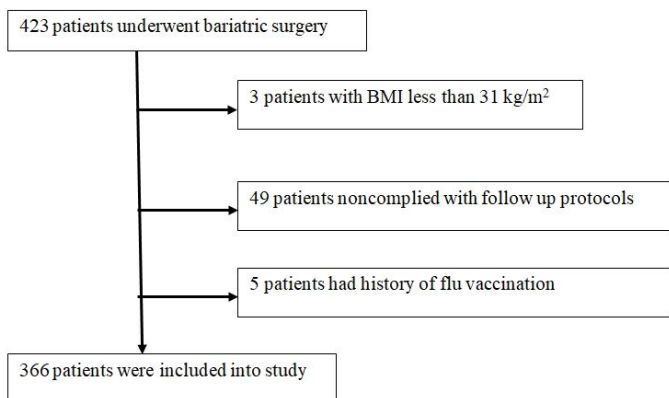 423 patients underwent bariatric surgery
3 patients with BMI less than 31 kg/m²
49 patients noncomplied with follow up protocols
5 patients had history of flu vaccination
366 patients were included into study